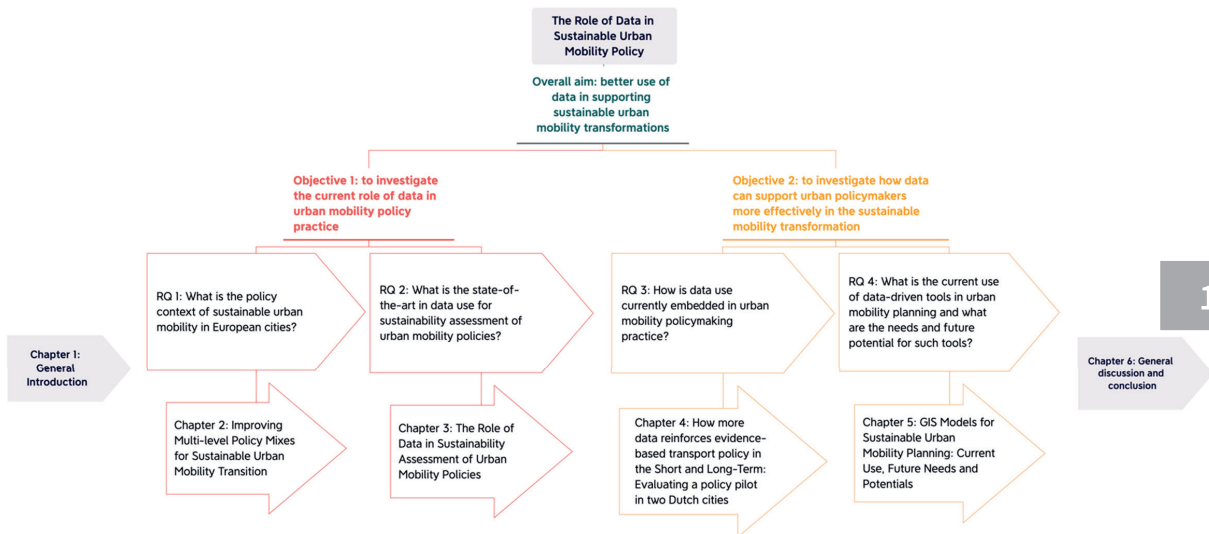 The Role of Data in
Sustainable Urban
Mobility Policy
Overall aim: better use of
data in supporting
sustainable urban
mobility transformations
Objective 1: to investigate
the current role of data in
urban mobility policy
practice
Objective 2: to investigate how data
can support urban policymakers
more effectively in the sustainable
mobility transformation
RQ 1: What is the policy
context of sustainable urban
mobility in European cities?
RQ 2: What is the state-of-
the-art in data use for
sustainability assessment of
urban mobility policies?
RQ 3: How is data use
currently embedded in urban
mobility policymaking
practice?
RQ 4: What is the current use
of data-driven tools in urban
mobility planning and what
are the needs and future
potential for such tools?
1
Chapter 1:
General
Introduction
Chapter 2: Improving
Multi-level Policy Mixes
for Sustainable Urban
Mobility Transition
Chapter 3: The Role of
Data in Sustainability
Assessment of Urban
Mobility Policies
Chapter 4: How more
data reinforces evidence-
based transport policy in
the Short and Long-Term:
Evaluating a policy pilot
in two Dutch cities
Chapter 5: GIS Models for
Sustainable Urban
Mobility Planning: Current
Use, Future Needs and
Potentials
Chapter 6: General
discussion and
conclusion